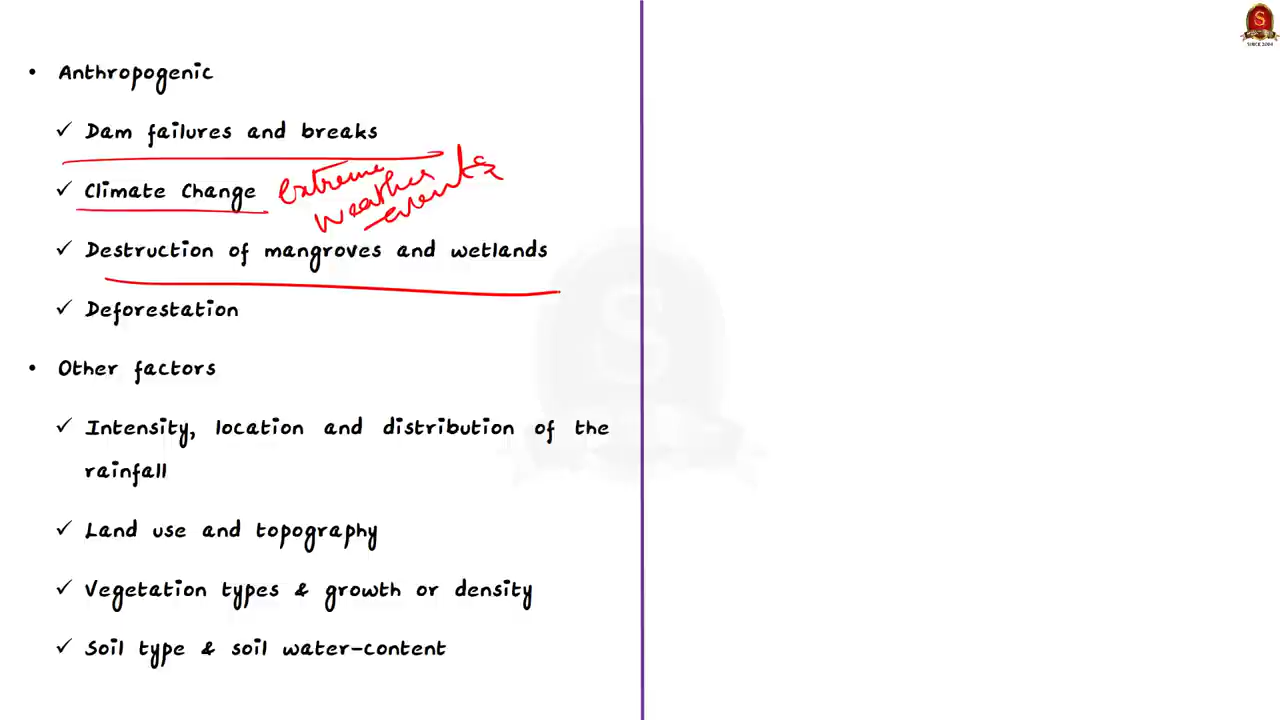 • Anthropogenic
✓ Dam failures and breaks
✓ Climate Change extreme
weather
events
✓ Destruction of mangroves and wetlands
✓ Deforestation
• Other factors
✓ Intensity, location and distribution of the
rainfall
✓ Land use and topography
✓ Vegetation types & growth or density
✓ Soil type & soil water-content
S
SINCE 2004